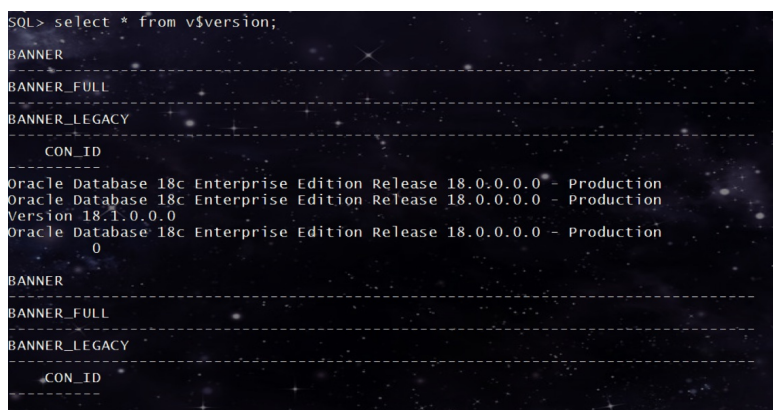 SQL> select * from v$version;
BANNER
--------------------------------------------------------------------------------
BANNER_FULL
--------------------------------------------------------------------------------
BANNER_LEGACY
--------------------------------------------------------------------------------
    CON_ID
----------
Oracle Database 18c Enterprise Edition Release 18.0.0.0.0 - Production
Oracle Database 18c Enterprise Edition Release 18.0.0.0.0 - Production
Version 18.1.0.0.0
Oracle Database 18c Enterprise Edition Release 18.0.0.0.0 - Production
         0
BANNER
--------------------------------------------------------------------------------
BANNER_FULL
--------------------------------------------------------------------------------
BANNER_LEGACY
--------------------------------------------------------------------------------
    CON_ID
----------